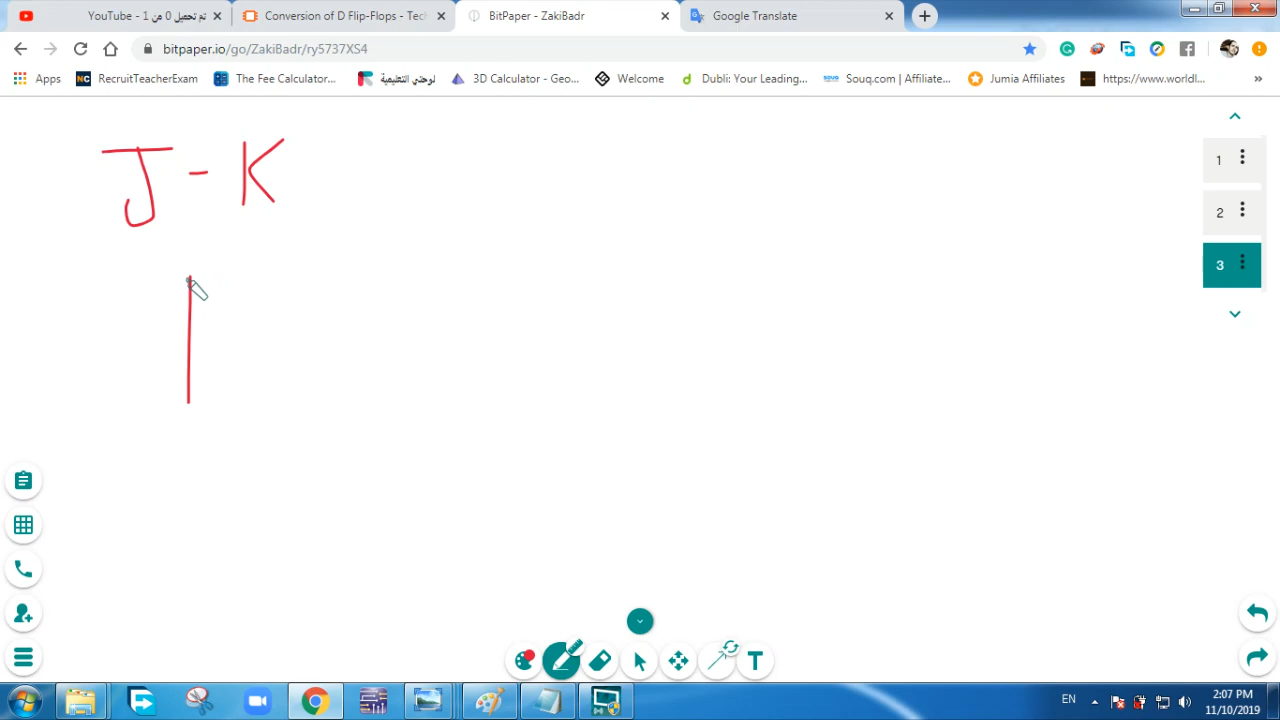 تم تحميل 0 من 1 - YouTube
Conversion of D Flip-Flops - Tech
BitPaper - ZakiBadr
Google Translate
bitpaper.io/go/ZakiBadr/ry5737XS4
Apps
RecruitTeacherExam
The Fee Calculator...
لوحتي التعليمية
3D Calculator - Geo...
Welcome
Dubli: Your Leading...
Souq.com | Affiliate...
Jumia Affiliates
https://www.worldl...
»
J - K
1
2
3
T
EN
2:07 PM
11/10/2019